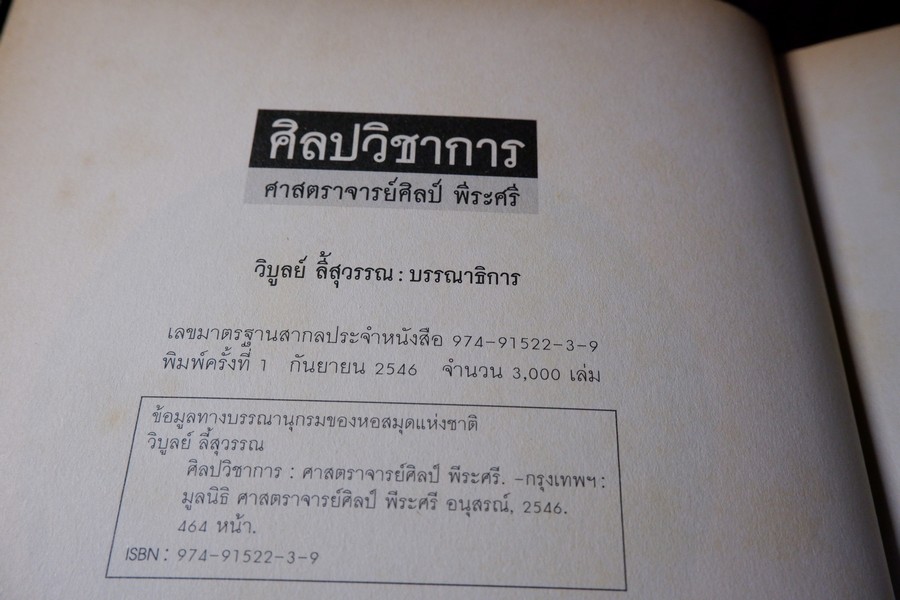 ศิลปวิชาการ
ศาสตราจารย์ศิลป์ พีระศรี
วิบูลย์ ลี้สุวรรณ : บรรณาธิการ
เลขมาตรฐานสากลประจำหนังสือ 974-91522-3-9
พิมพ์ครั้งที่ 1 กันยายน 2546 จำนวน 3,000 เล่ม
ข้อมูลทางบรรณานุกรมของหอสมุดแห่งชาติ
วิบูลย์ ลี้สุวรรณ
ศิลปวิชาการ : ศาสตราจารย์ศิลป์ พีระศรี. -กรุงเทพฯ :
มูลนิธิ ศาสตราจารย์ศิลป์ พีระศรี อนุสรณ์, 2546.
464 หน้า.
ISBN : 974-91522-3-9